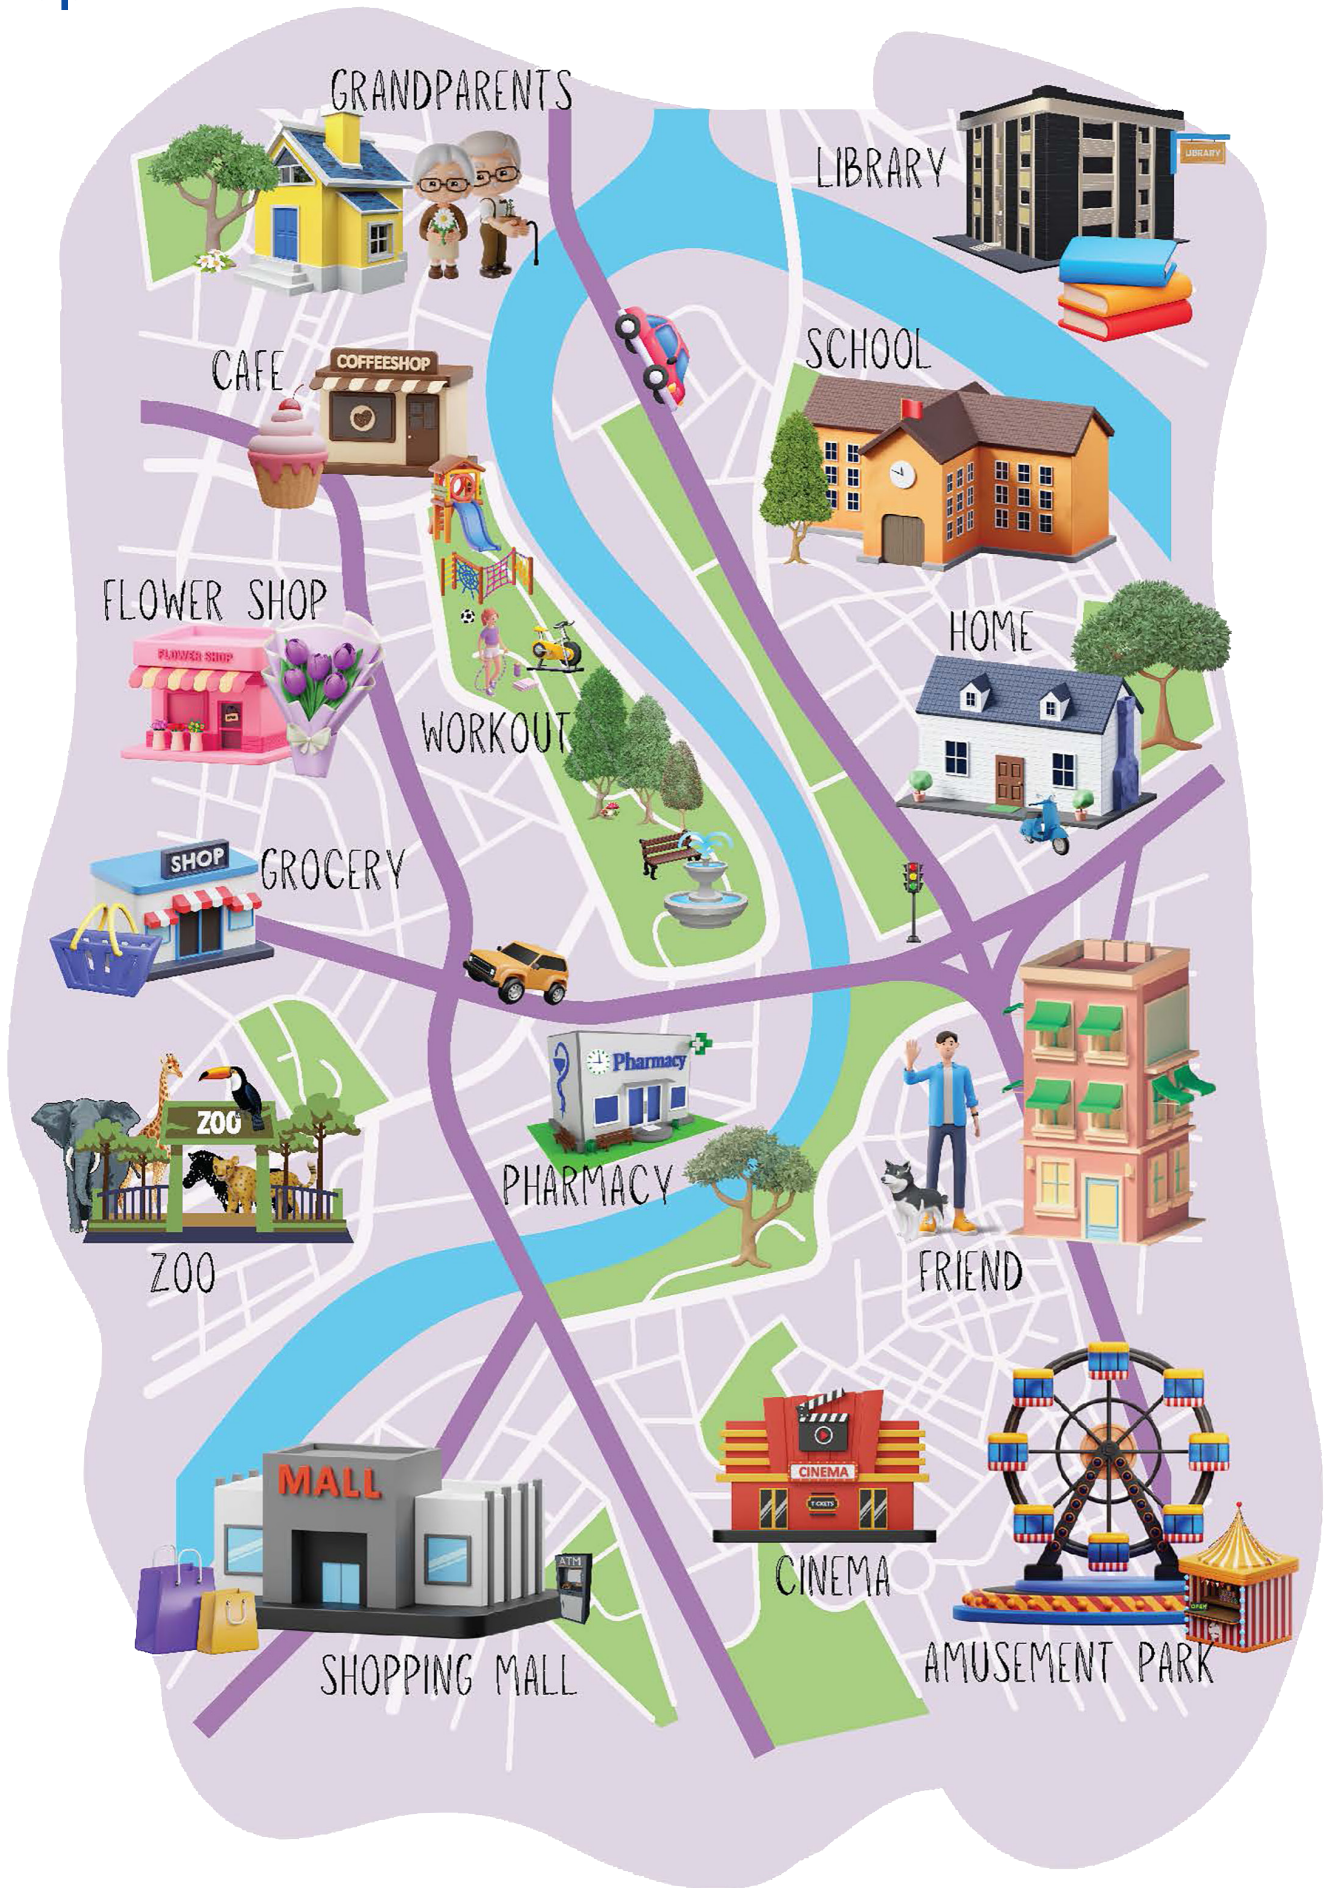 GRANDPARENTS
LIBRARY
LIBRARY
SCHOOL
CAFE
COFFEESHOP
FLOWER SHOP
FLOWER SHOP
HOME
WORKOUT
SHOP
GROCERY
Pharmacy
PHARMACY
ZOO
ZOO
FRIEND
MALL
CINEMA
TICKETS
CINEMA
ATM
OPEN
SHOPPING MALL
AMUSEMENT PARK